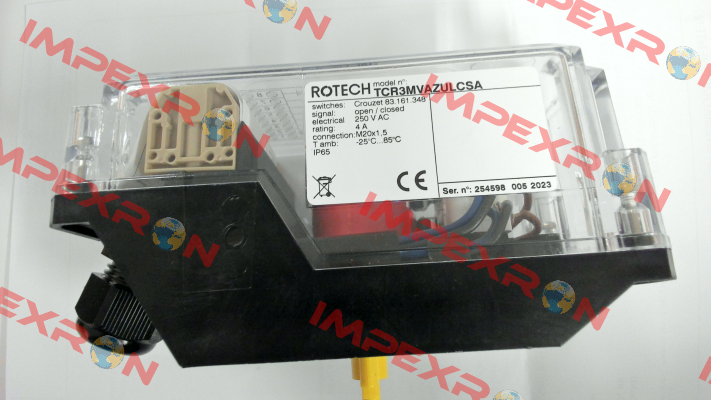 IMPEXRON
IMPEXRON
IMPEXRON
ROTECH model n°:
TCR3MVAZULCSA
switches: Crouzet 83.161.348
signal: open / closed
electrical 250 V AC
rating: 4 A
connection: M20x1,5
T amb: -25°C...85°C
IP65
CE
Ser. n°: 254598 005 2023
IMPEXRON
IMPEXRON
IMPEXRON
IMPEXRON
IMPEXRON
IMPEXRON